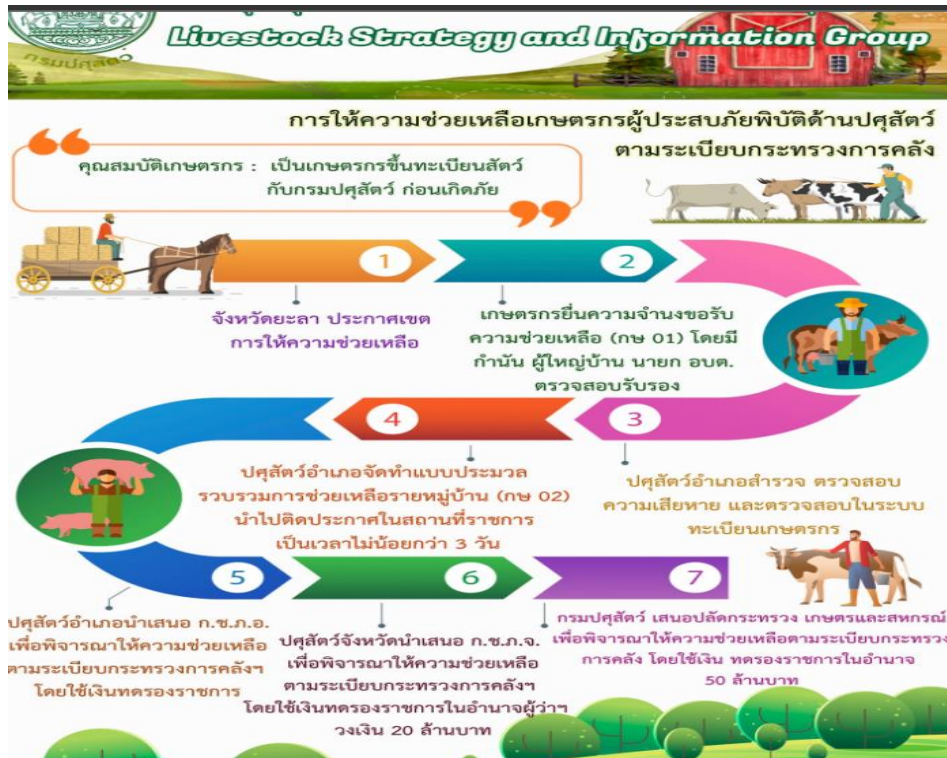 Livestock Strategy and Information Group
กรมปศุสัตว์
การให้ความช่วยเหลือเกษตรกรผู้ประสบภัยพิบัติด้านปศุสัตว์
ตามระเบียบกระทรวงการคลัง
คุณสมบัติเกษตรกร : เป็นเกษตรกรขึ้นทะเบียนสัตว์
กับกรมปศุสัตว์ ก่อนเกิดภัย
1
2
จังหวัดยะลา ประกาศเขต
การให้ความช่วยเหลือ
เกษตรกรยื่นความจำนงขอรับ
ความช่วยเหลือ (กษ 01) โดยมี
กำนัน ผู้ใหญ่บ้าน นายก อบต.
ตรวจสอบรับรอง
4
3
ปศุสัตว์อำเภอจัดทำแบบประมวล
รวบรวมการช่วยเหลือรายหมู่บ้าน (กษ 02)
นำไปติดประกาศในสถานที่ราชการ
เป็นเวลาไม่น้อยกว่า 3 วัน
ปศุสัตว์อำเภอสำรวจ ตรวจสอบ
ความเสียหาย และตรวจสอบในระบบ
ทะเบียนเกษตรกร
5
6
7
ปศุสัตว์อำเภอนำเสนอ ก.ช.ภ.อ.
เพื่อพิจารณาให้ความช่วยเหลือ
ตามระเบียบกระทรวงการคลังฯ
โดยใช้เงินทดรองราชการ
ปศุสัตว์จังหวัดนำเสนอ ก.ช.ภ.จ.
เพื่อพิจารณาให้ความช่วยเหลือ
ตามระเบียบกระทรวงการคลังฯ
โดยใช้เงินทดรองราชการในอำนาจผู้ว่าฯ
วงเงิน 20 ล้านบาท
กรมปศุสัตว์ เสนอปลัดกระทรวง เกษตรและสหกรณ์
เพื่อพิจารณาให้ความช่วยเหลือตามระเบียบกระทรวง
การคลัง โดยใช้เงิน ทดรองราชการในอำนาจ
50 ล้านบาท